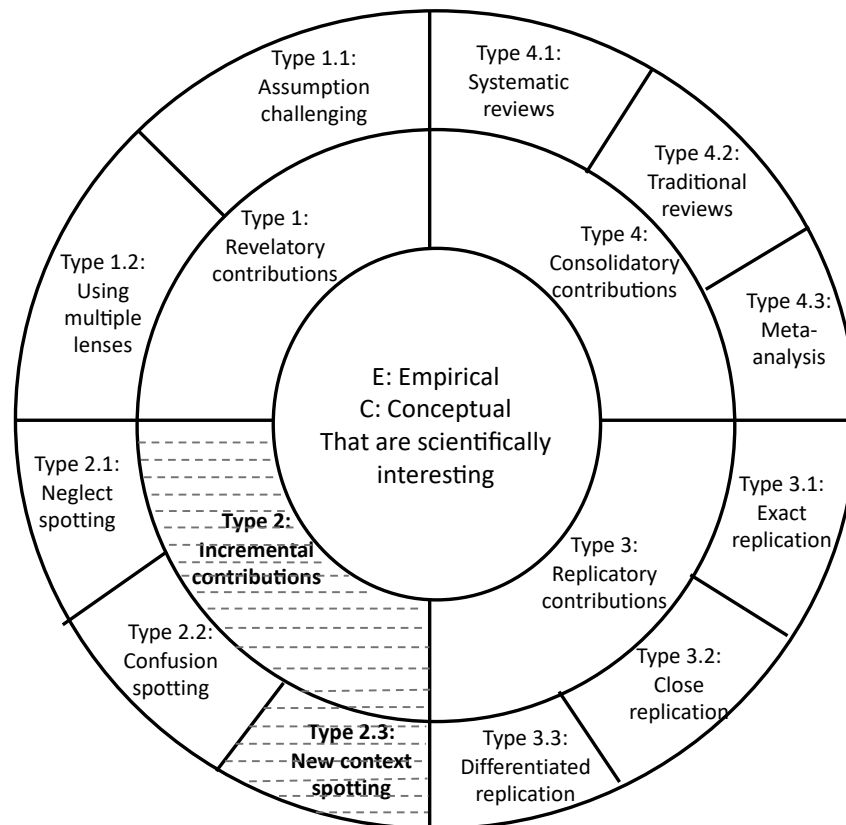 Type 1.1:
Assumption
challenging
Type 4.1:
Systematic
reviews
Type 4.2:
Traditional
reviews
Type 1:
Revelatory
contributions
Type 4:
Consolidatory
contributions
Type 1.2:
Using
multiple
lenses
Type 4.3:
Meta-
analysis
E: Empirical
C: Conceptual
That are scientifically
interesting
Type 2.1:
Neglect
spotting
Type 2:
Incremental
contributions
Type 3:
Replicatory
contributions
Type 3.1:
Exact
replication
Type 2.2:
Confusion
spotting
Type 3.2:
Close
replication
Type 2.3:
New context
spotting
Type 3.3:
Differentiated
replication